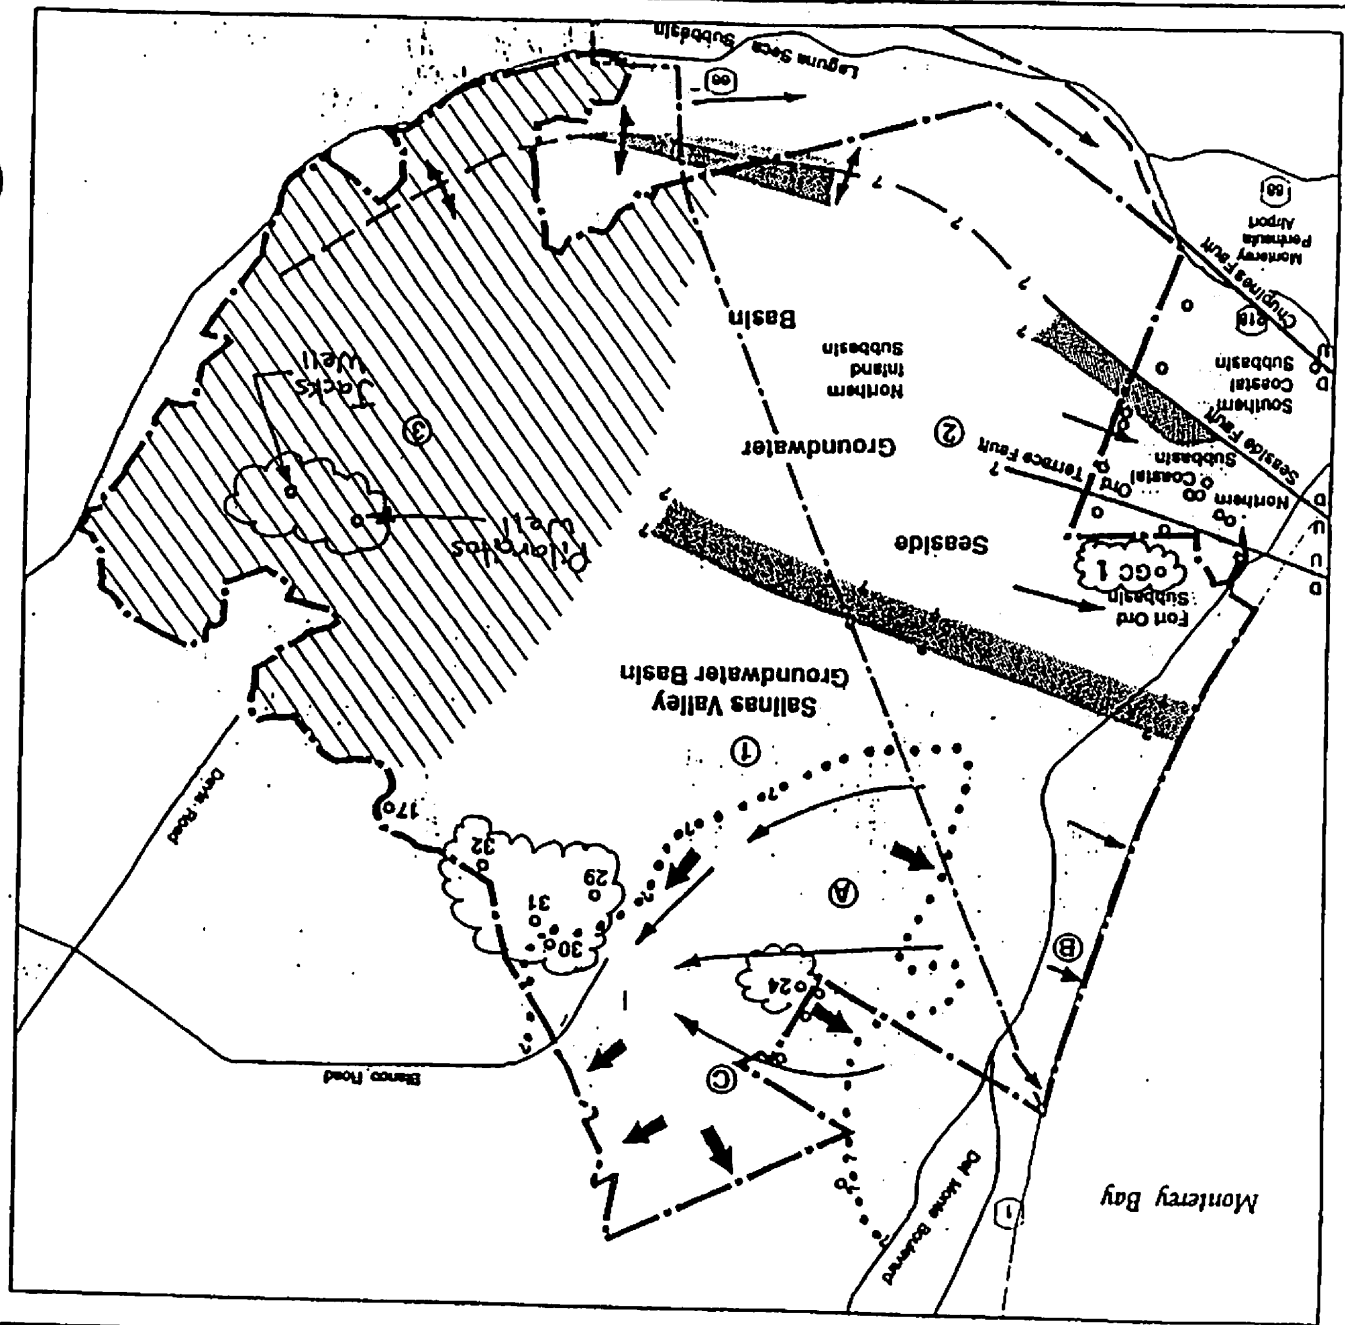 Monterey Bay
1
Del Monte Boulevard
Blanco Road
Davis Road
C
B
A
24
30
31
29
32
17
1
Salinas Valley
Groundwater Basin
Fort Ord
Subbasin
GC 1
Seaside
Groundwater
Basin
2
Northern
Inland
Subbasin
Pilarcitos
Well
Jacks
Well
3
Ord Terrace Fault
Northern
Coastal
Subbasin
Seaside Fault
Southern
Coastal
Subbasin
218
Chupines Fault
Monterey
Peninsula
Airport
68
Laguna Seca
Subbasin
68
U
D
D
U
U
D
?
?
?
?
?
?
?
?
?
?
?
?
?